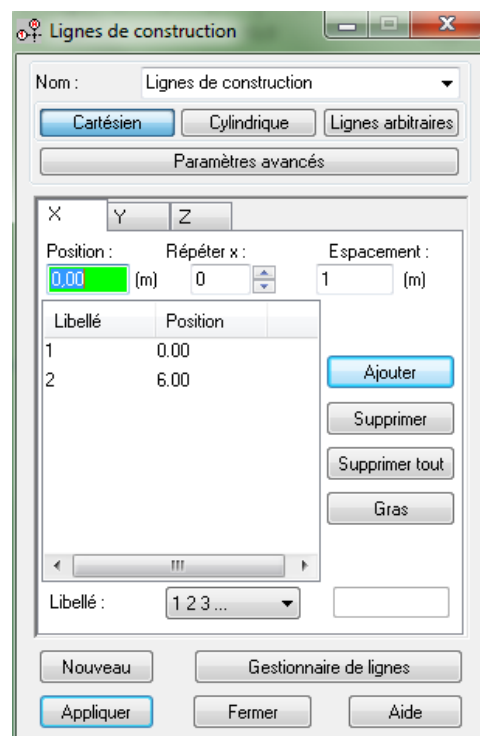 Lignes de construction
Nom : Lignes de construction
Cartésien Cylindrique Lignes arbitraires
Paramètres avancés
X Y Z
Position : Répéter x : Espacement :
0,00 (m) 0 1 (m)
Libellé Position
1 0.00
2 6.00
Ajouter
Supprimer
Supprimer tout
Gras
Libellé : 1 2 3 ...
Nouveau Gestionnaire de lignes
Appliquer Fermer Aide